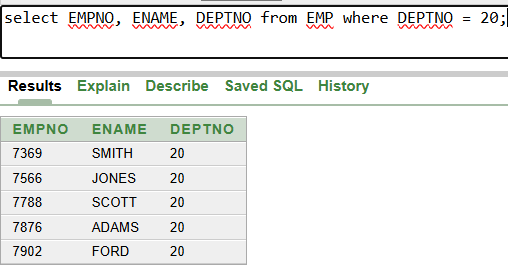 select EMPNO, ENAME, DEPTNO from EMP where DEPTNO = 20;
Results Explain Describe Saved SQL History
EMPNO ENAME DEPTNO
7369 SMITH 20
7566 JONES 20
7788 SCOTT 20
7876 ADAMS 20
7902 FORD 20